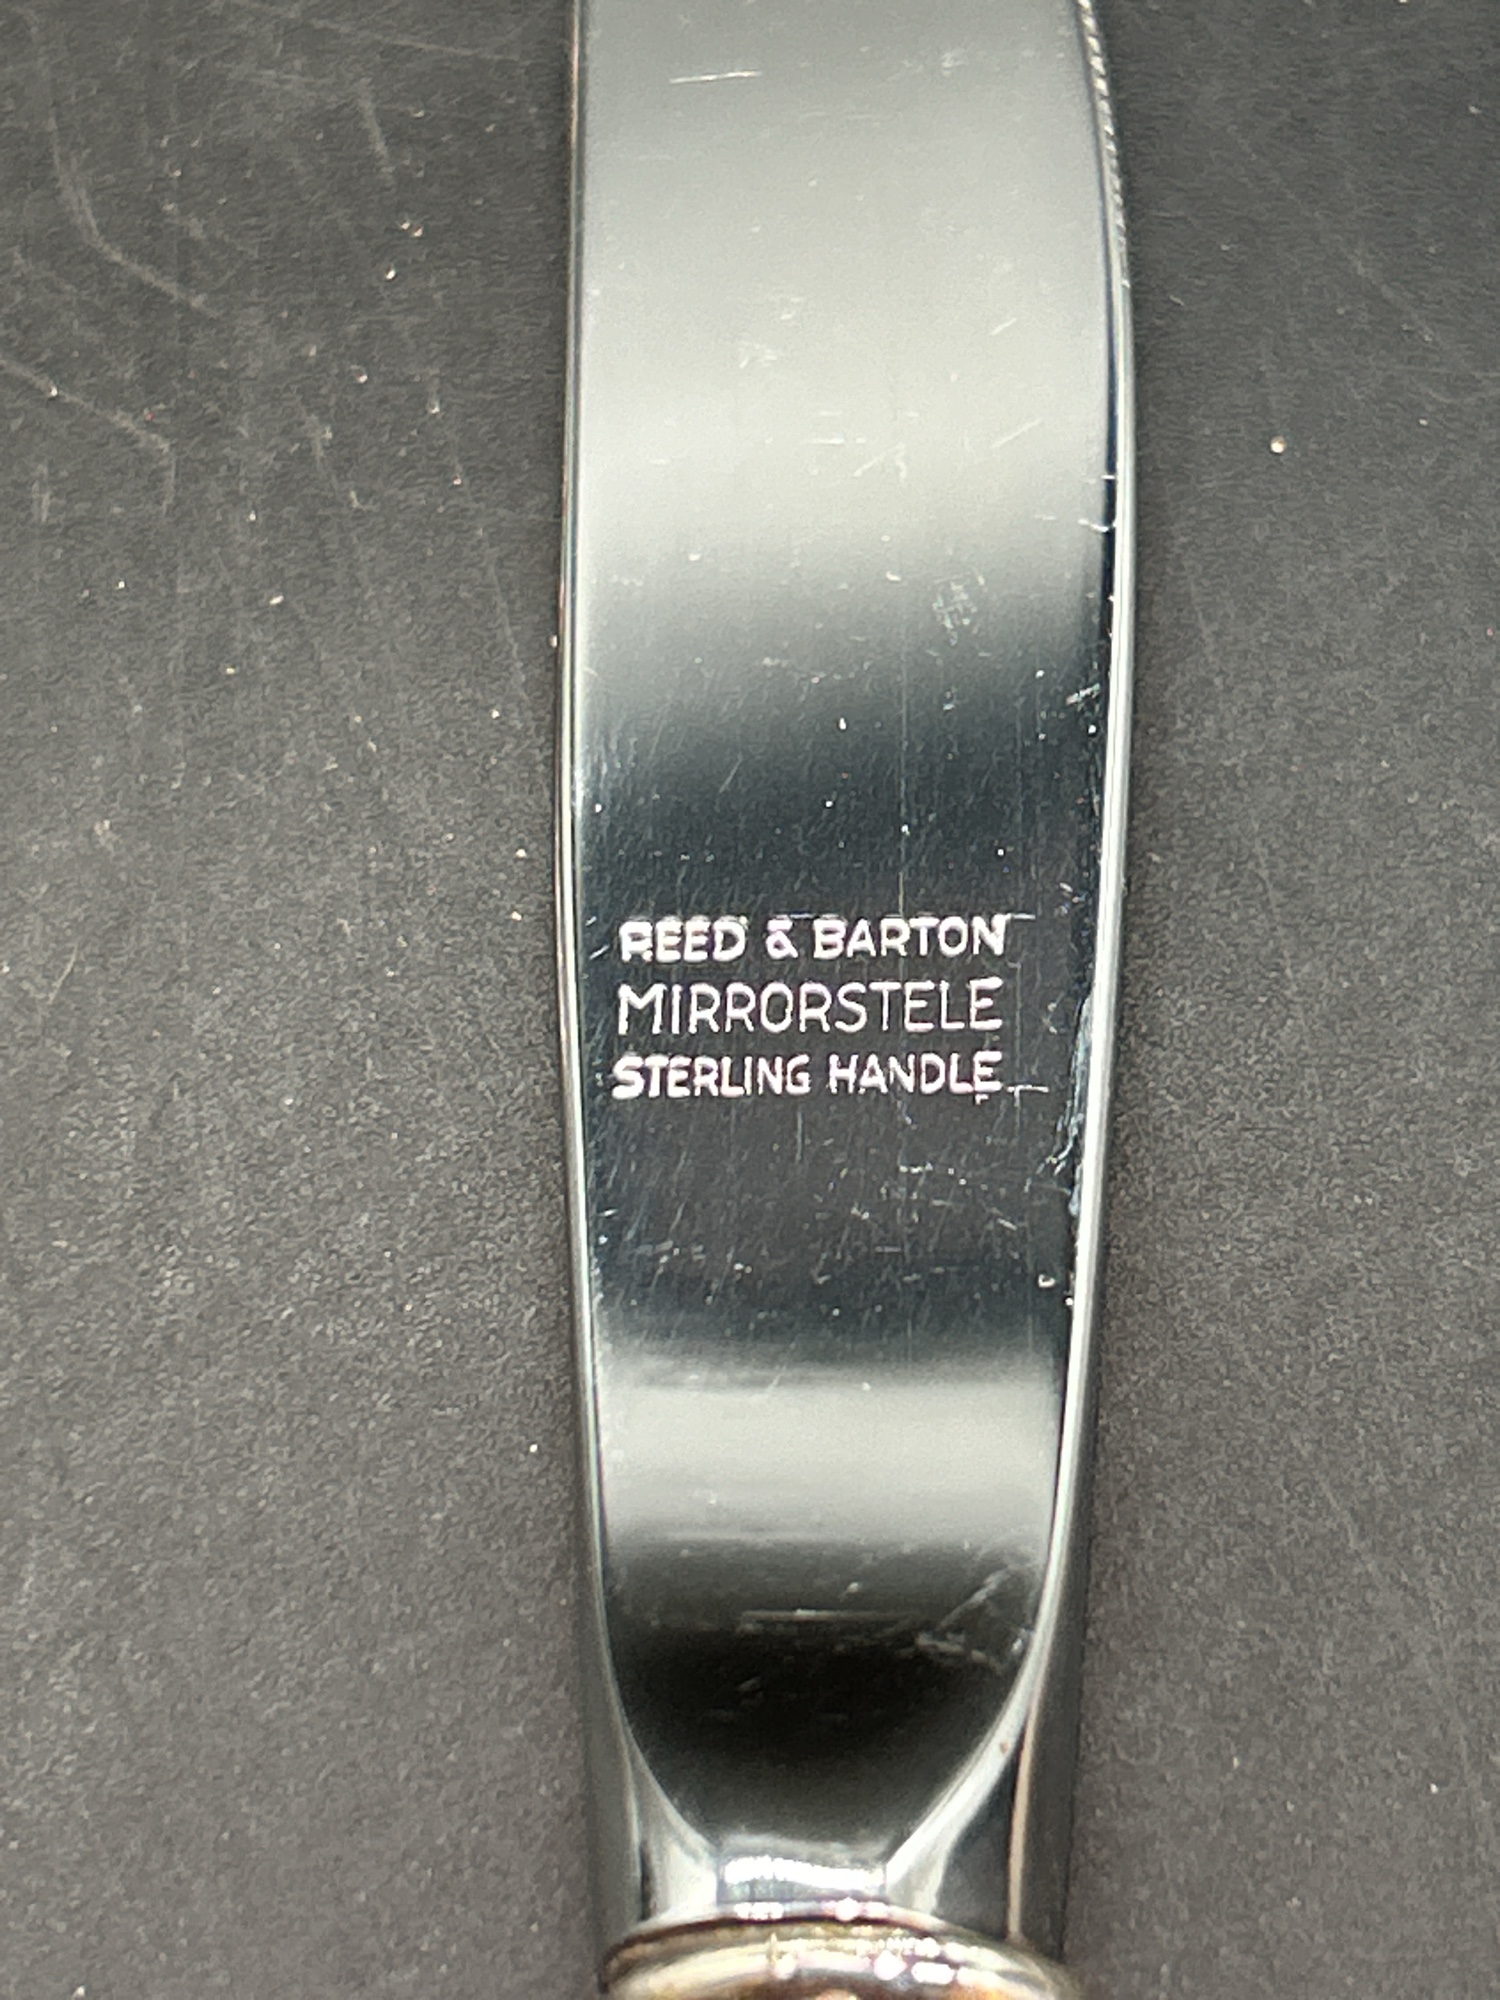 REED & BARTON
MIRRORSTELE
STERLING HANDLE